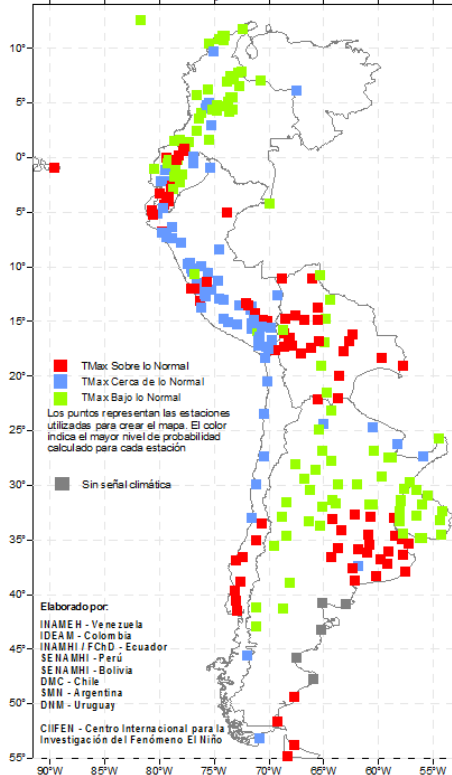 10°
5°
0°
5°
10°
15°
20°
25°
30°
35°
40°
45°
50°
55°
TMax Sobre lo Normal
TMax Cerca de lo Normal
TMax Bajo lo Normal
Los puntos representan las estaciones
utilizadas para crear el mapa. El color
indica el mayor nivel de probabilidad
calculado para cada estación
Sin señal climática
Elaborado por:
INAMEH - Venezuela
IDEAM - Colombia
INAMHI / FChD - Ecuador
SENAMHI - Perú
SENAMHI - Bolivia
DMC - Chile
SMN - Argentina
DNM - Uruguay
CIIFEN - Centro Internacional para la
Investigación del Fenómeno El Niño
90°W 85°W 80°W 75°W 70°W 65°W 60°W 55°W